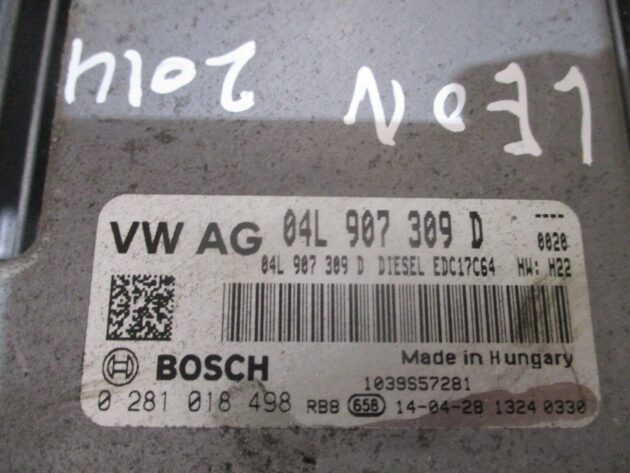 LEON 2014
VW AG 04L 907 309 D ----
0020
04L 907 309 D DIESEL EDC17C64 HW: H22
BOSCH Made in Hungary
1039S57281
0 281 018 498 RB8 658 14-04-28 1324 0330